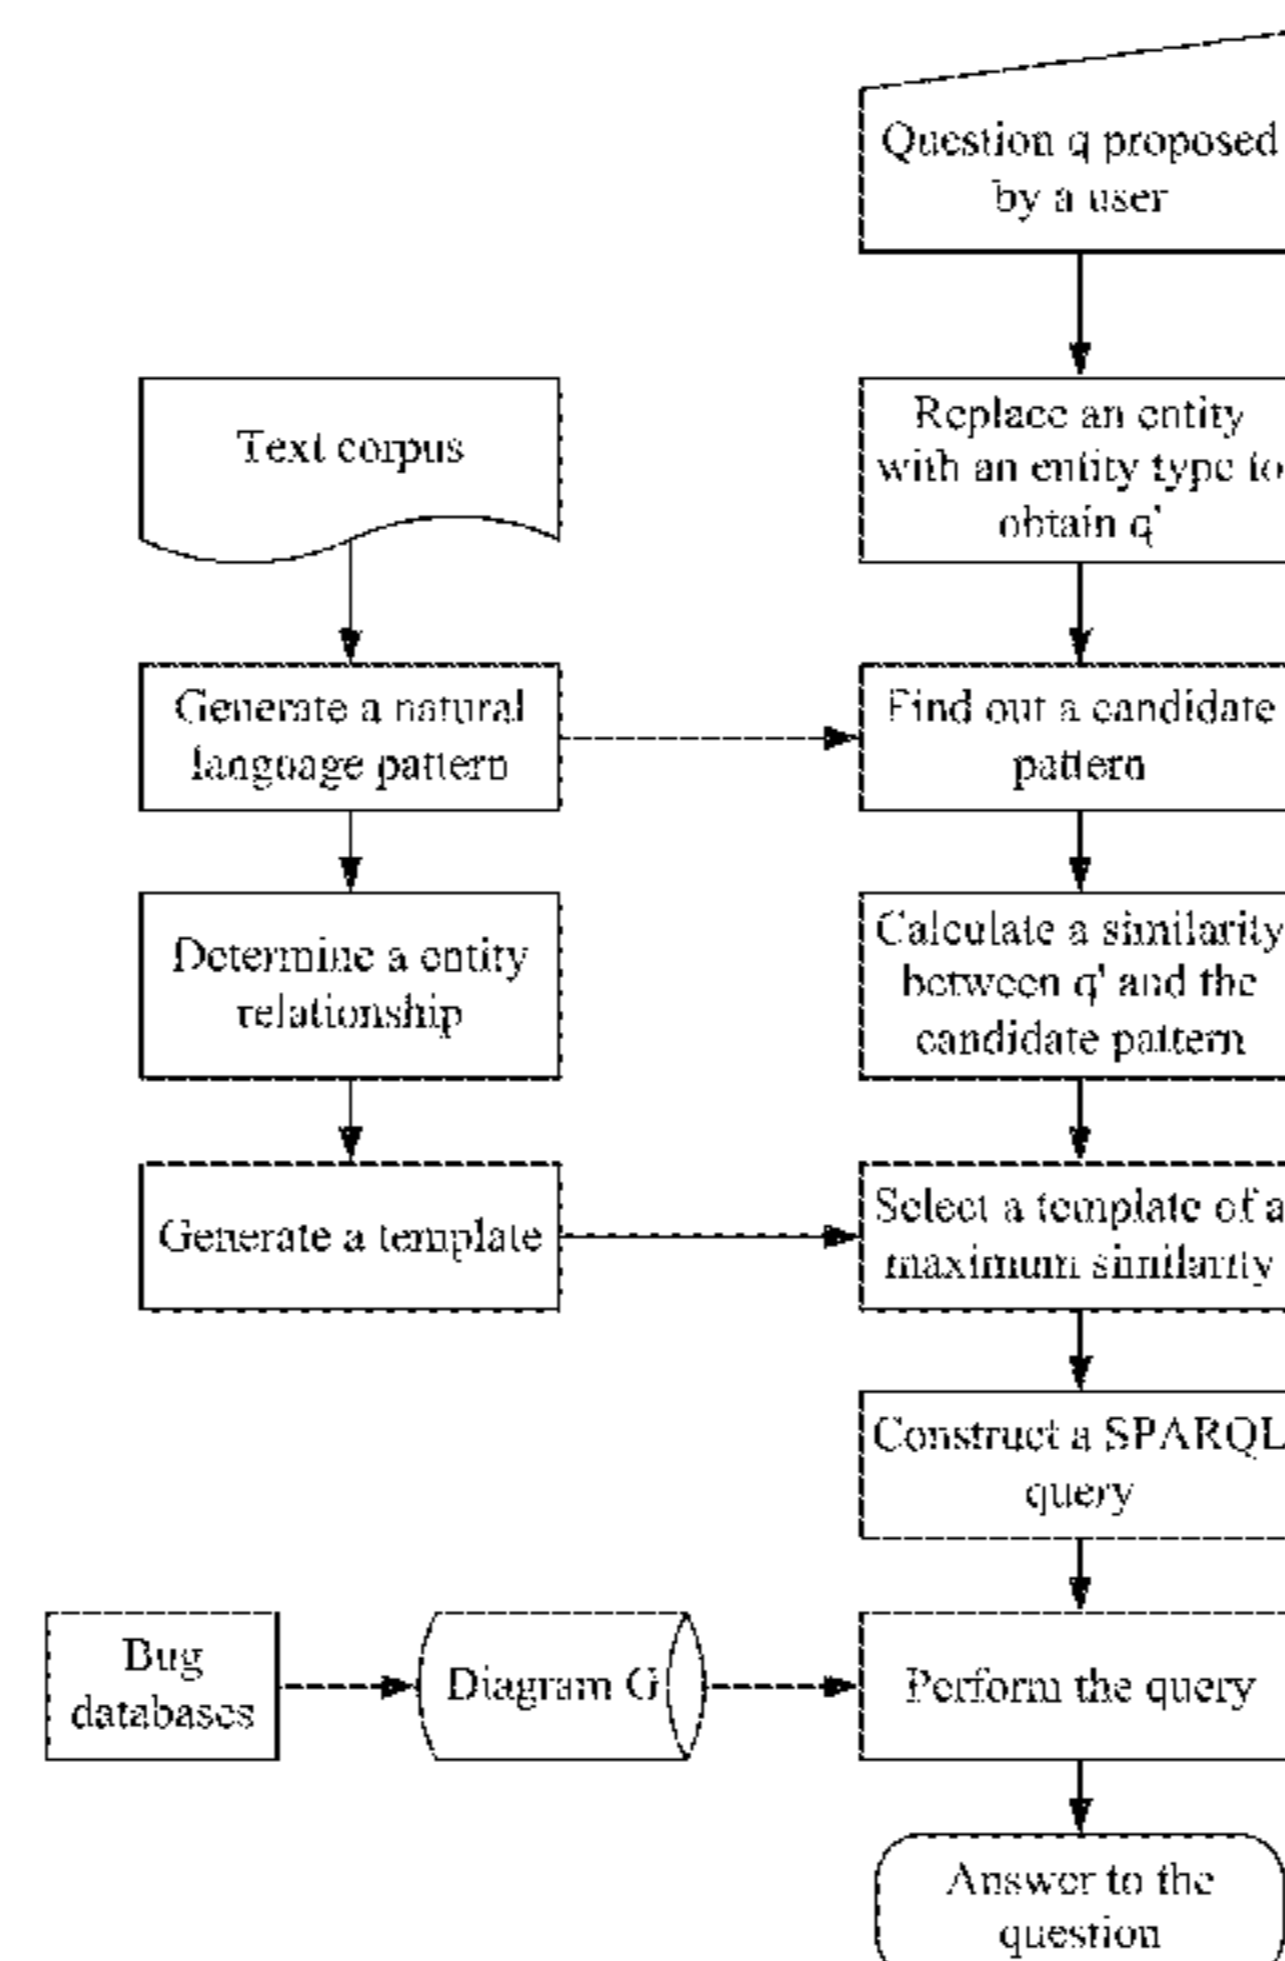 Question q proposed
by a user
Text corpus
Replace an entity
with an entity type to
obtain q'
Generate a natural
language pattern
Find out a candidate
pattern
Determine a entity
relationship
Calculate a similarity
between q' and the
candidate pattern
Generate a template
Select a template of a
maximum similarity
Construct a SPARQL
query
Bug
databases
Diagram G
Perform the query
Answer to the
question